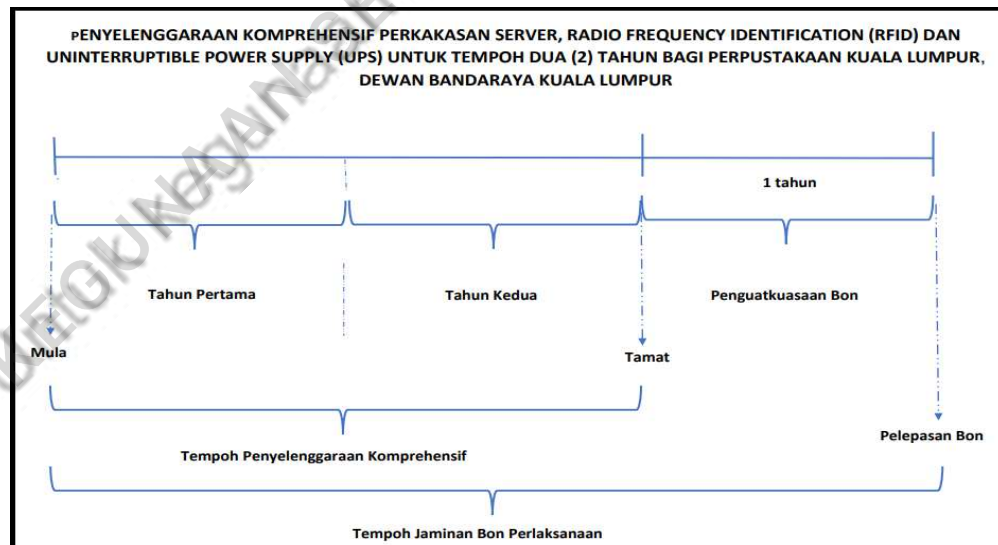 PENYELENGGARAAN KOMPREHENSIF PERKAKASAN SERVER, RADIO FREQUENCY IDENTIFICATION (RFID) DAN
UNINTERRUPTIBLE POWER SUPPLY (UPS) UNTUK TEMPOH DUA (2) TAHUN BAGI PERPUSTAKAAN KUALA LUMPUR,
DEWAN BANDARAYA KUALA LUMPUR
1 tahun
Tahun Pertama
Tahun Kedua
Penguatkuasaan Bon
Mula
Tamat
Pelepasan Bon
Tempoh Penyelenggaraan Komprehensif
Tempoh Jaminan Bon Perlaksanaan